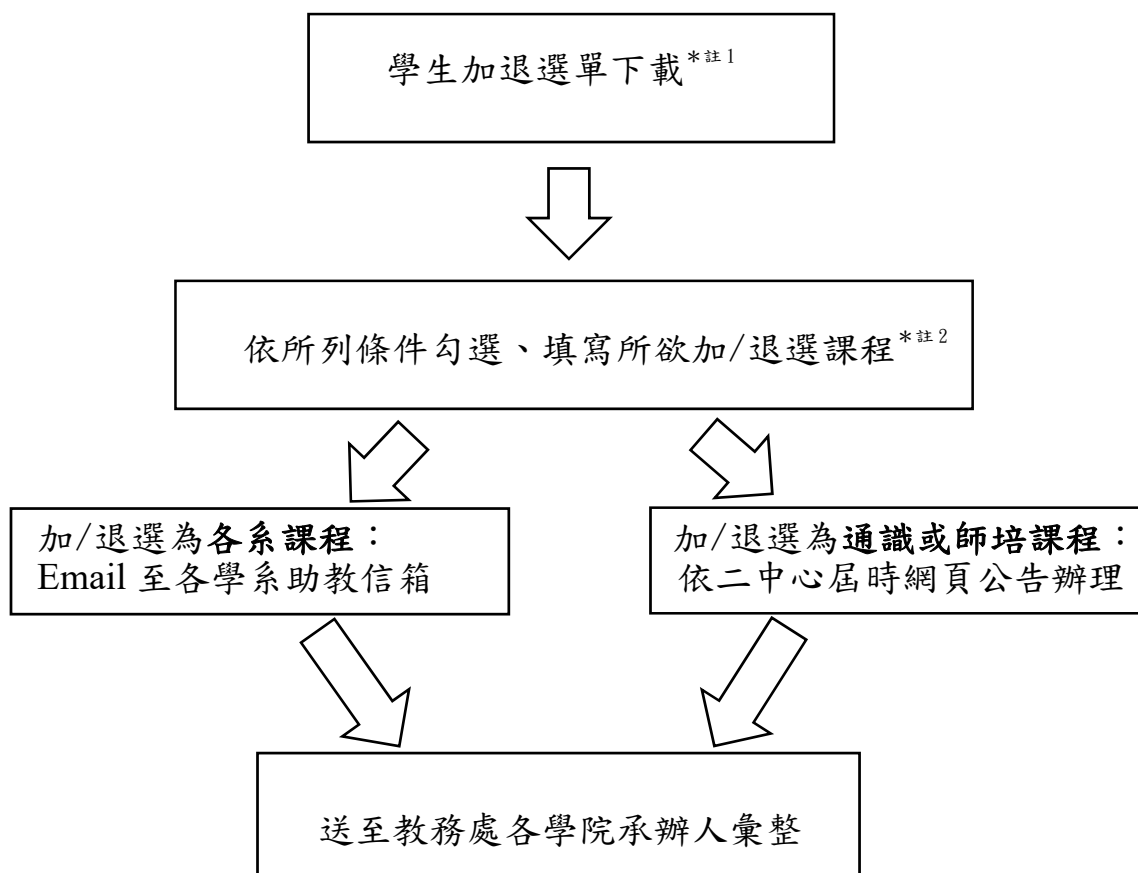 學生加退選單下載*註1
依所列條件勾選、填寫所欲加/退選課程*註2
加/退選為各系課程：
Email 至各學系助教信箱
加/退選為通識或師培課程：
依二中心屆時網頁公告辦理
送至教務處各學院承辦人彙整